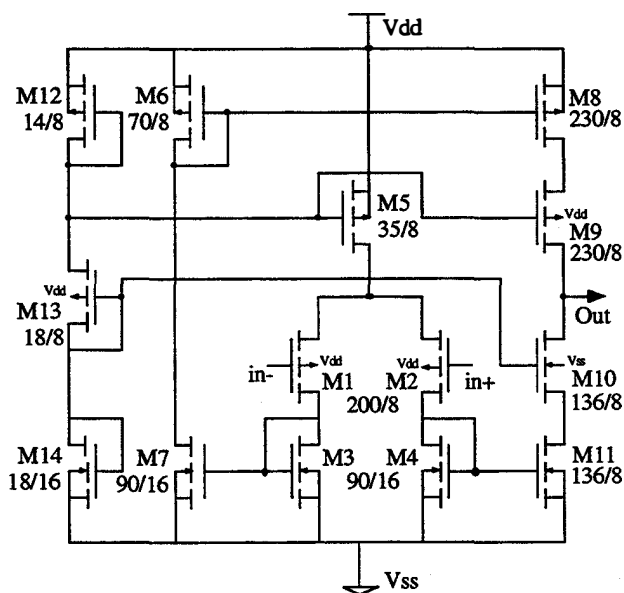 Vdd
M12
14/8
M6
70/8
M8
230/8
M5
35/8
Vdd
M9
230/8
Vdd
M13
18/8
Out
in-
Vdd
M1
Vdd
M2
200/8
in+
Vss
M10
136/8
M14
18/16
M7
90/16
M3
M4
90/16
M11
136/8
Vss